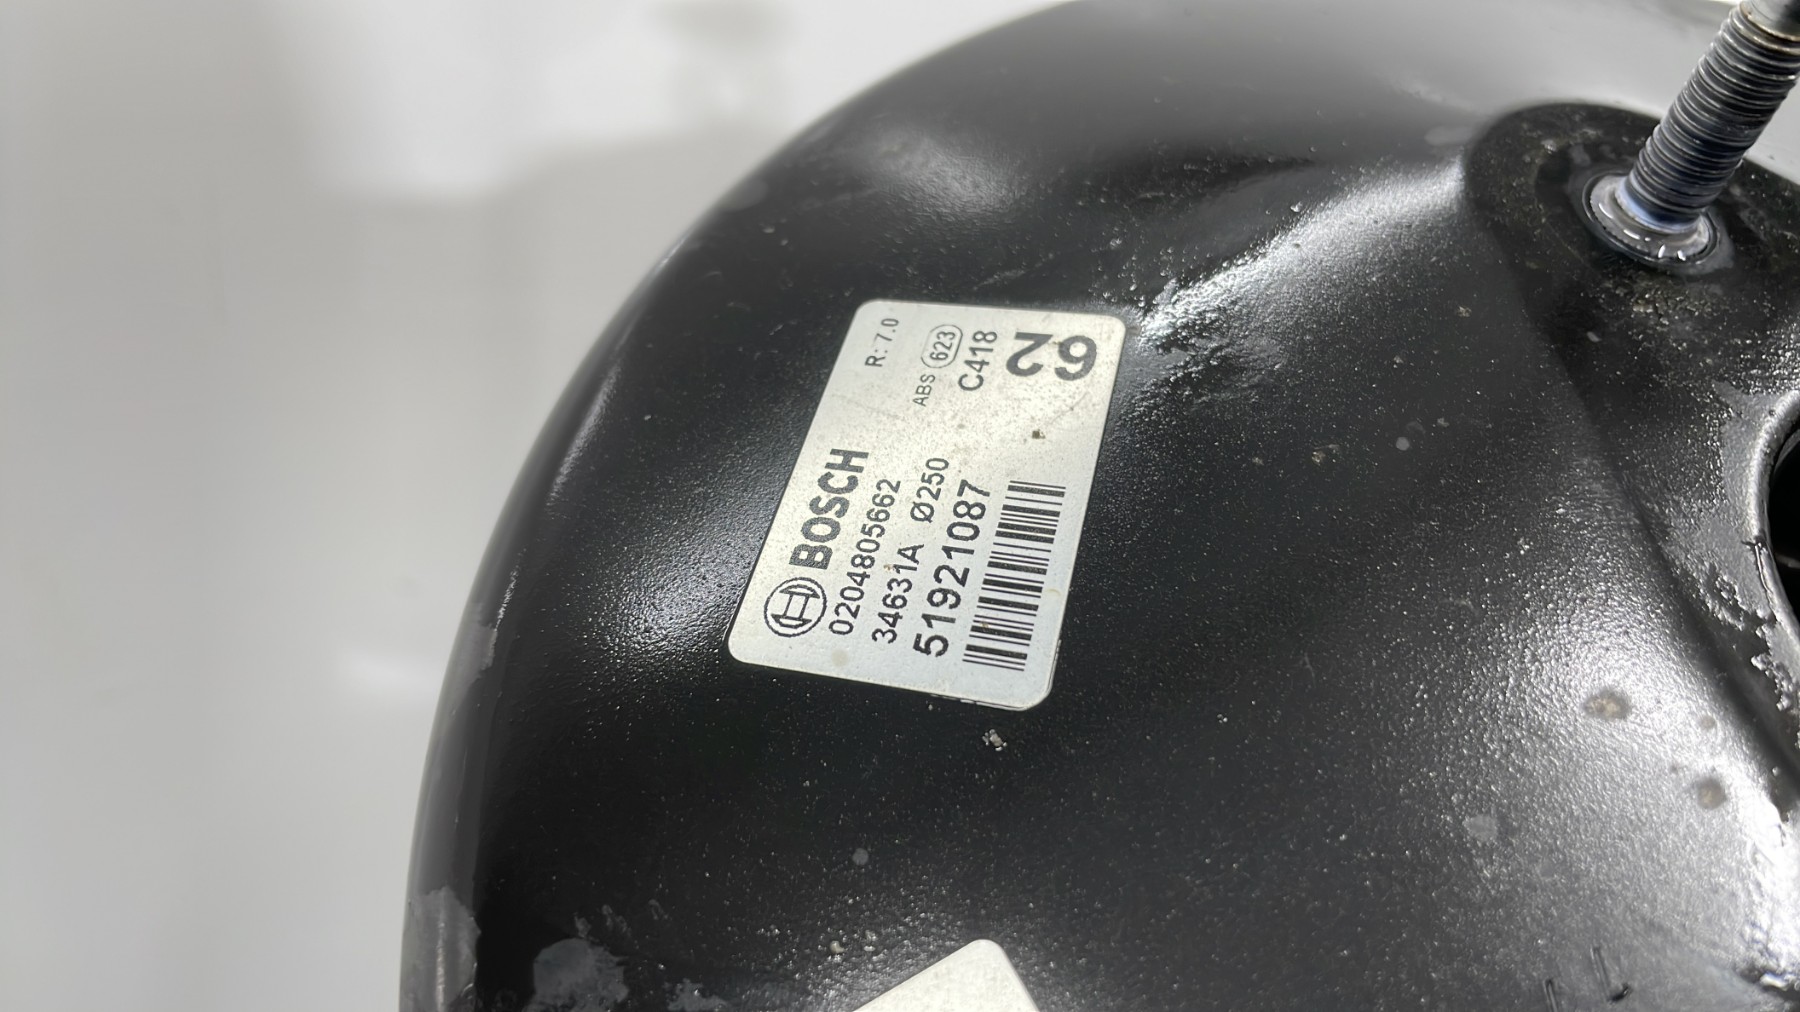 BOSCH
0204805662
34631A Ø250
51921087
R: 7.0
ABS 623
C418
62